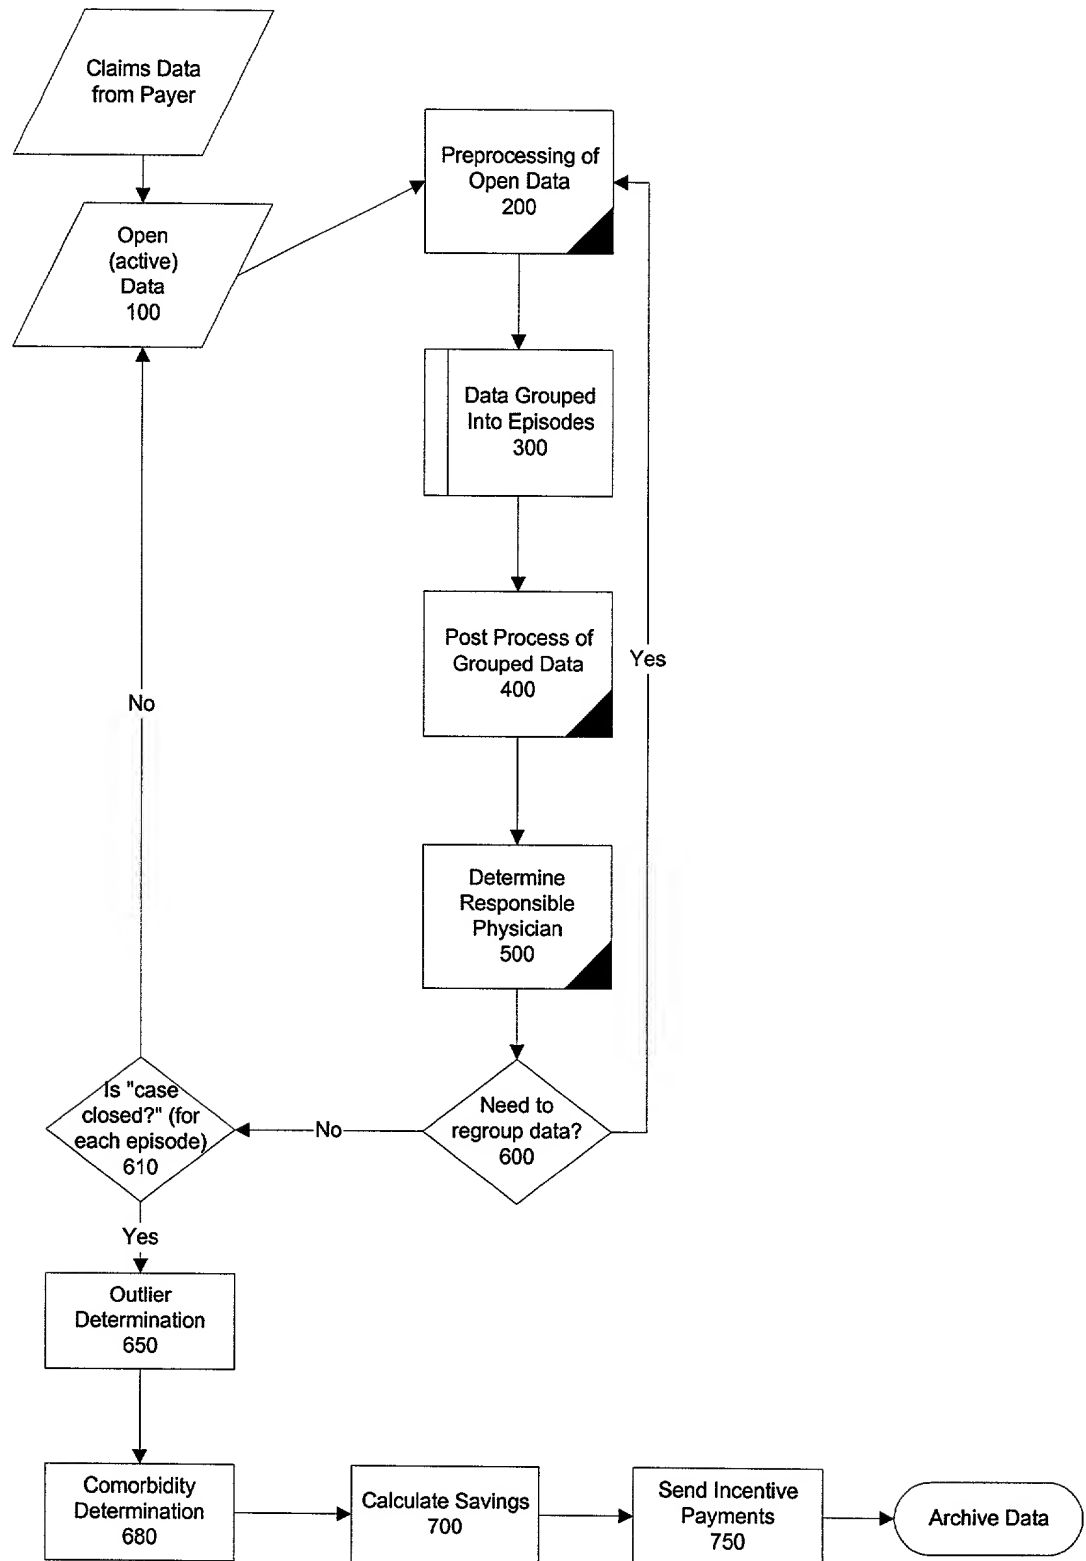 Claims Data
from Payer
Open
(active)
Data
100
Preprocessing of
Open Data
200
Data Grouped
Into Episodes
300
Post Process of
Grouped Data
400
Yes
No
Determine
Responsible
Physician
500
Is "case
closed?" (for
each episode)
610
No
Need to
regroup data?
600
Yes
Outlier
Determination
650
Comorbidity
Determination
680
Calculate Savings
700
Send Incentive
Payments
750
Archive Data